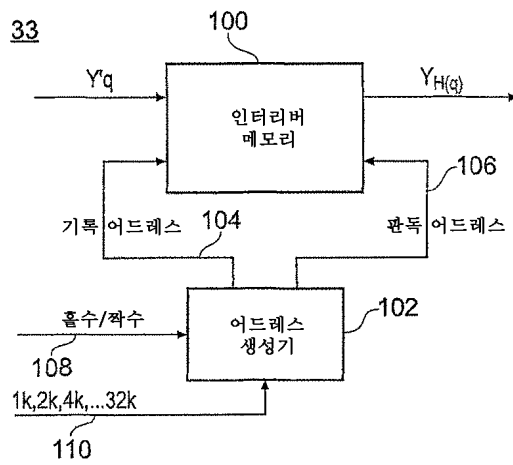 33
100
Y'q
인터리버
메모리
Y_H(q)
106
기록 어드레스
104
판독 어드레스
홀수/짝수
108
어드레스
생성기
102
1k,2k,4k,...32k
110